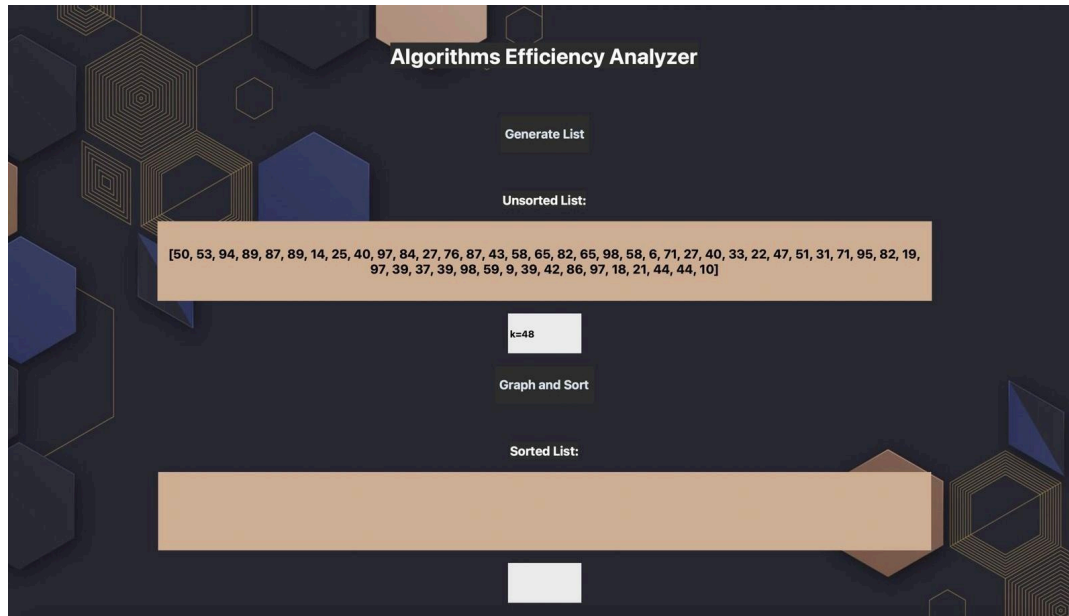 Algorithms Efficiency Analyzer
Generate List
Unsorted List:
[50, 53, 94, 89, 87, 89, 14, 25, 40, 97, 84, 27, 76, 87, 43, 58, 65, 82, 65, 98, 58, 6, 71, 27, 40, 33, 22, 47, 51, 31, 71, 95, 82, 19,
97, 39, 37, 39, 98, 59, 9, 39, 42, 86, 97, 18, 21, 44, 44, 10]
k=48
Graph and Sort
Sorted List: